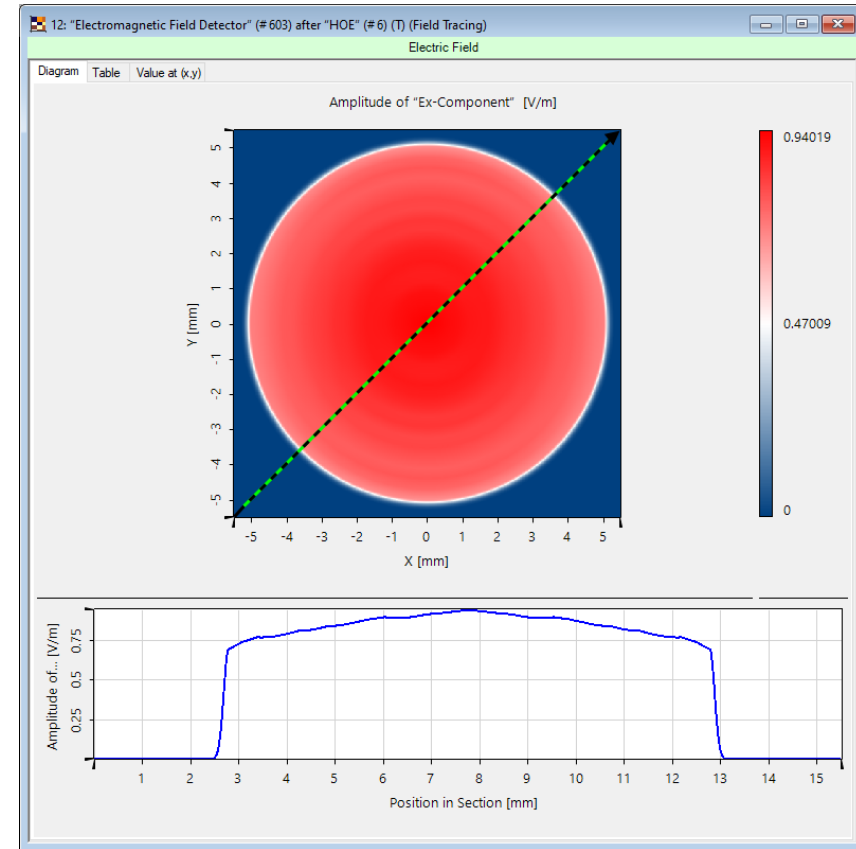 12: "Electromagnetic Field Detector" (# 603) after "HOE" (# 6) (T) (Field Tracing)
Electric Field
Diagram Table Value at (x,y)
Amplitude of "Ex-Component" [V/m]
Y [mm]
5
4
3
2
1
0
-1
-2
-3
-4
-5
-5 -4 -3 -2 -1 0 1 2 3 4 5
X [mm]
0.94019
0.47009
0
Amplitude of... [V/m]
0.75
0.5
0.25
1 2 3 4 5 6 7 8 9 10 11 12 13 14 15
Position in Section [mm]